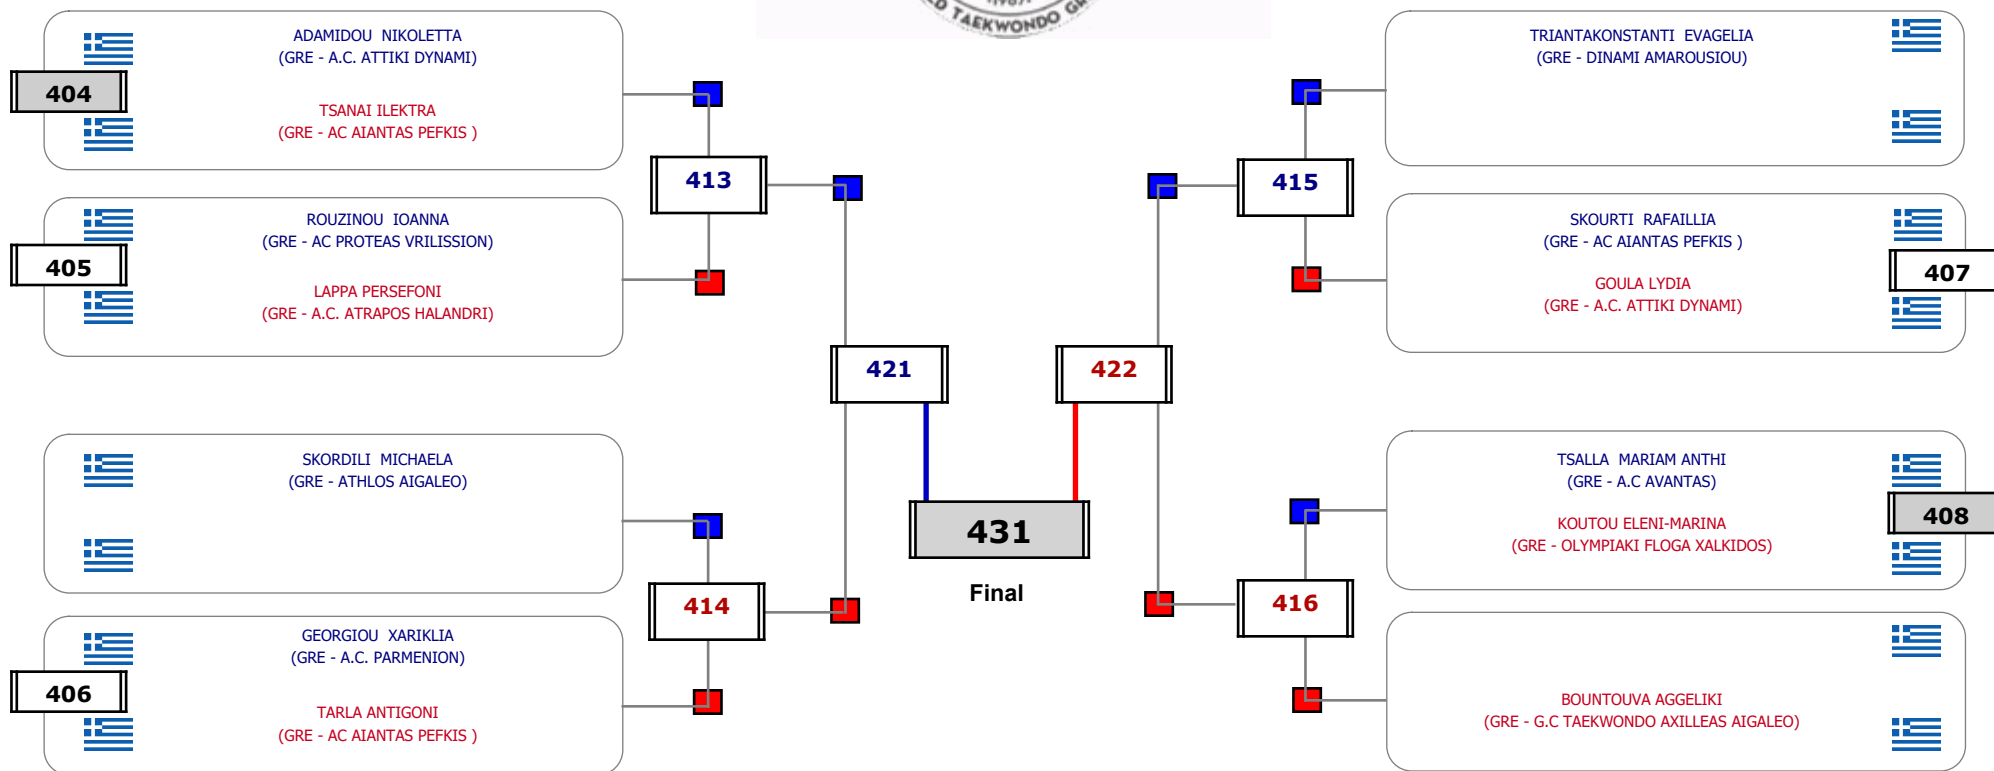 TAEKWONDO
ADAMIDOU NIKOLETTA
(GRE - A.C. ATTIKI DYNAMI)
404
TSANAI ILEKTRA
(GRE - AC AIANTAS PEFKIS )
ROUZINOU IOANNA
(GRE - AC PROTEAS VRILISSION)
405
LAPPA PERSEFONI
(GRE - A.C. ATRAPOS HALANDRI)
413
SKORDILI MICHAELA
(GRE - ATHLOS AIGALEO)
GEORGIOU XARIKLIA
(GRE - A.C. PARMENION)
406
TARLA ANTIGONI
(GRE - AC AIANTAS PEFKIS )
414
421
431
Final
422
TRIANTAKONSTANTI EVAGELIA
(GRE - DINAMI AMAROUSIOU)
415
SKOURTI RAFAILLIA
(GRE - AC AIANTAS PEFKIS )
407
GOULA LYDIA
(GRE - A.C. ATTIKI DYNAMI)
TSALLA MARIAM ANTHI
(GRE - A.C AVANTAS)
408
KOUTOU ELENI-MARINA
(GRE - OLYMPIAKI FLOGA XALKIDOS)
416
BOUNTOUVA AGGELIKI
(GRE - G.C TAEKWONDO AXILLEAS AIGALEO)